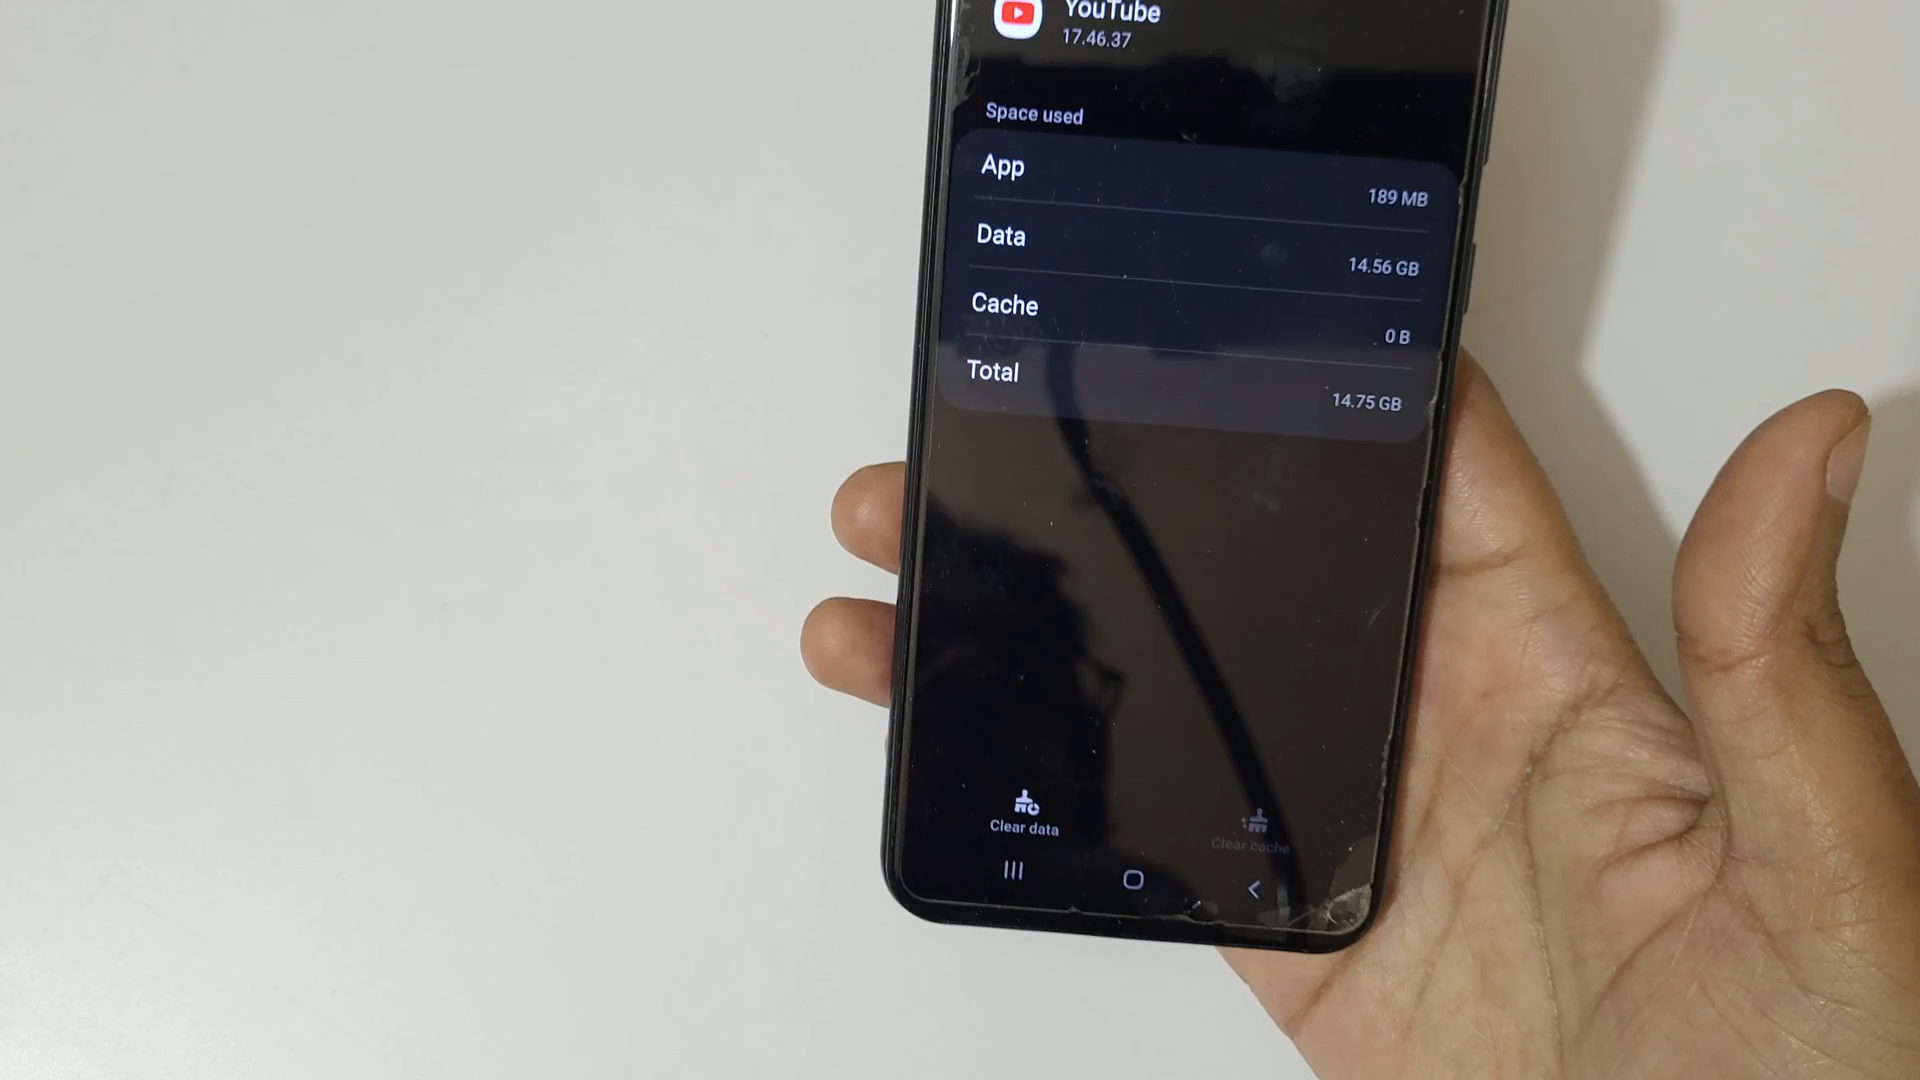 YouTube
17.46.37
Space used
App
189 MB
Data
14.56 GB
Cache
0 B
Total
14.75 GB
Clear data
Clear cache